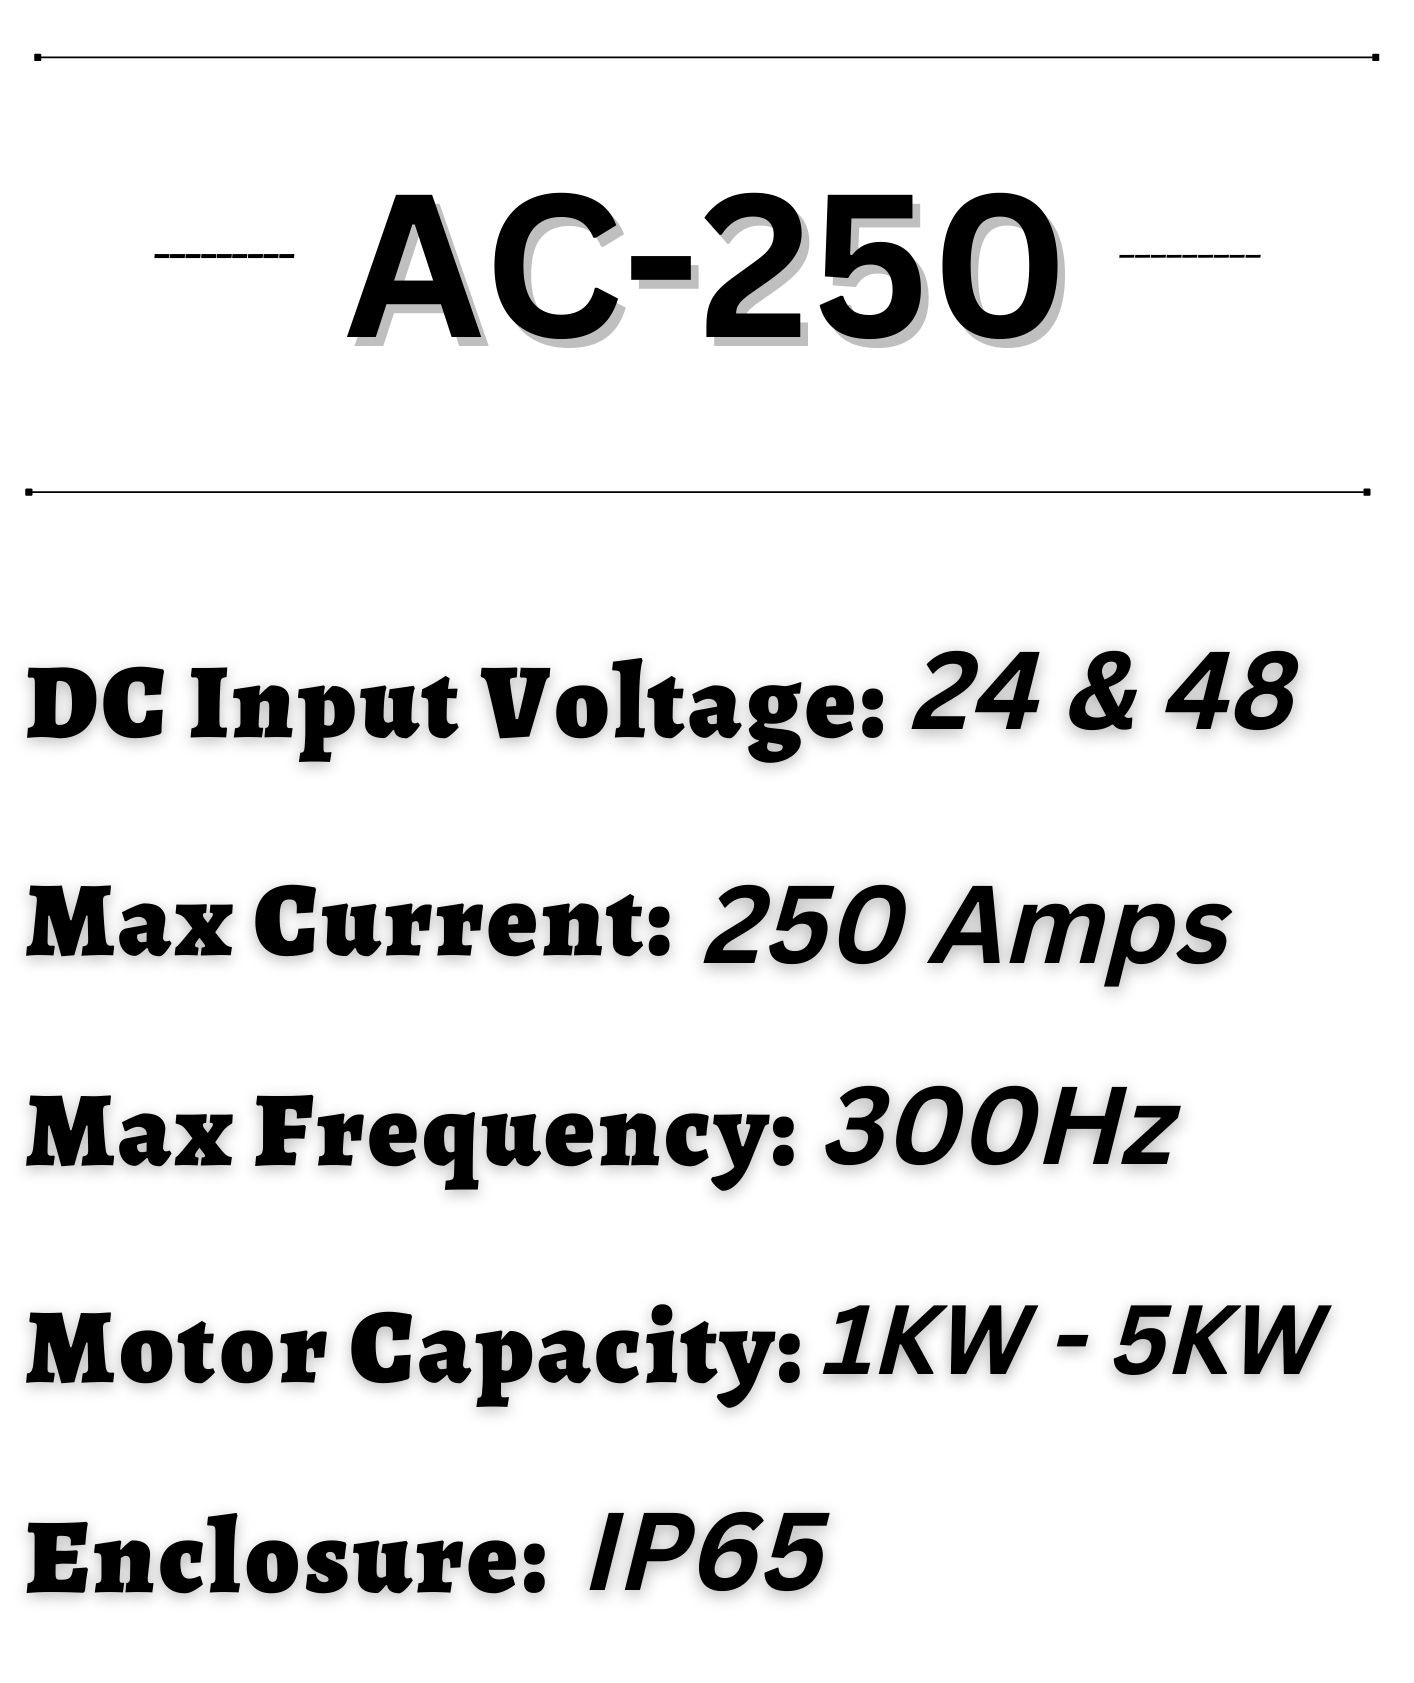 AC-250
DC Input Voltage: 24 & 48
Max Current: 250 Amps
Max Frequency: 300Hz
Motor Capacity: 1KW - 5KW
Enclosure: IP65